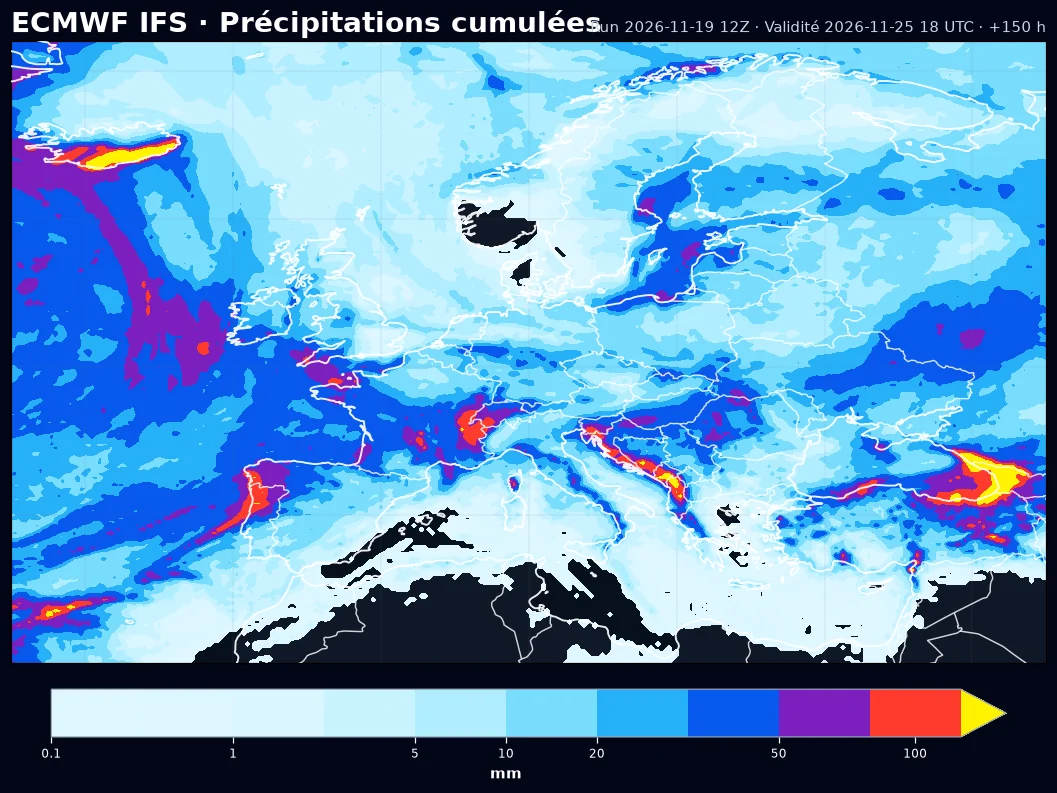 ECMWF IFS · Précipitations cumulées
Run 2026-11-19 12Z · Validité 2026-11-25 18 UTC · +150 h
0.1 1 5 10 20 50 100
mm